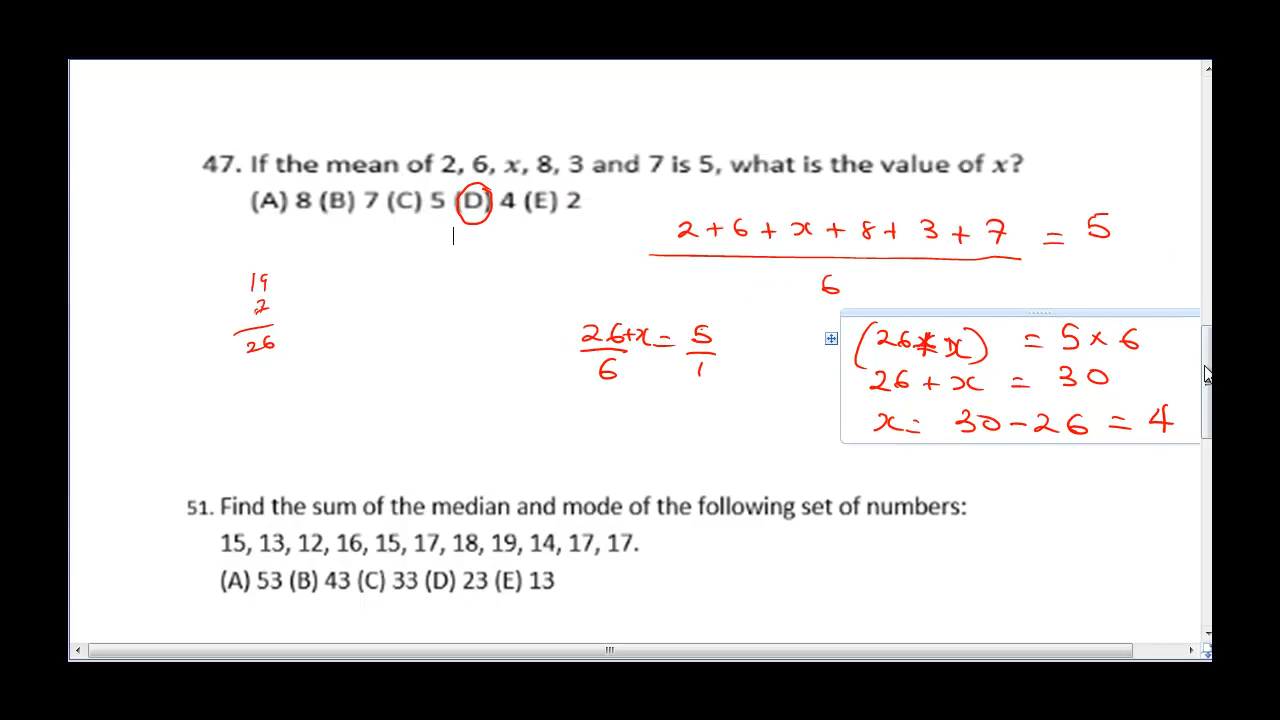 47. If the mean of 2, 6, x, 8, 3 and 7 is 5, what is the value of x?
(A) 8 (B) 7 (C) 5 (D) 4 (E) 2
2 + 6 + x + 8 + 3 + 7 = 5
6
19
7
26
26+x = 5
6 1
(26 + x) = 5 × 6
26 + x = 30
x = 30 - 26 = 4
51. Find the sum of the median and mode of the following set of numbers:
15, 13, 12, 16, 15, 17, 18, 19, 14, 17, 17.
(A) 53 (B) 43 (C) 33 (D) 23 (E) 13